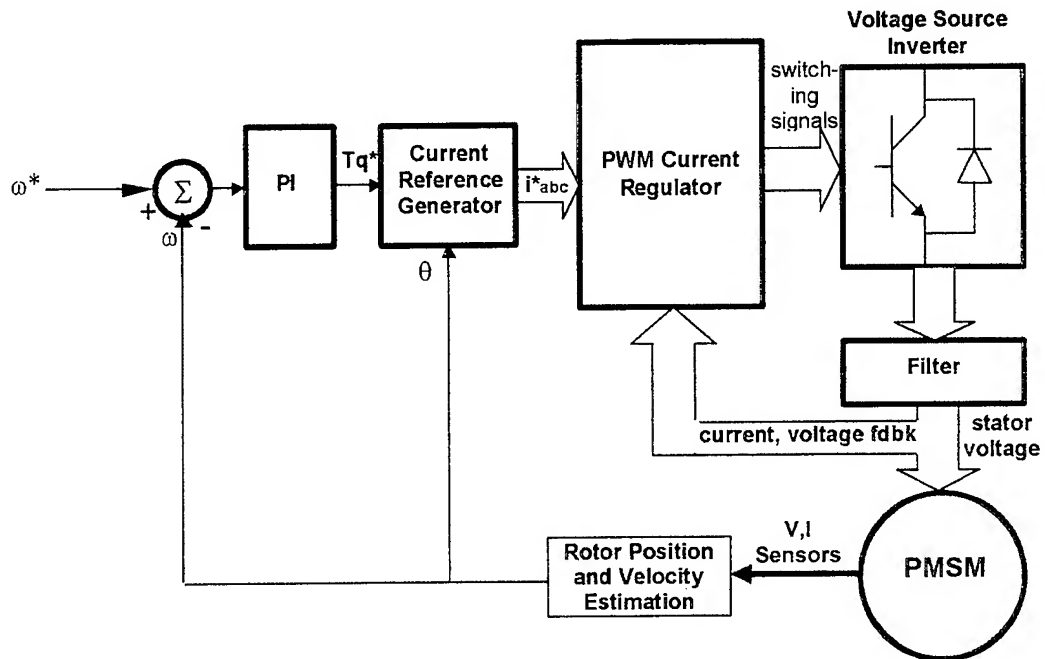 Voltage Source
Inverter
switch-
ing
signals
ω*
+
Σ
-
ω
PI
Tq*
Current
Reference
Generator
i*abc
θ
PWM Current
Regulator
Filter
current, voltage fdbk
stator
voltage
V,I
Sensors
Rotor Position
and Velocity
Estimation
PMSM